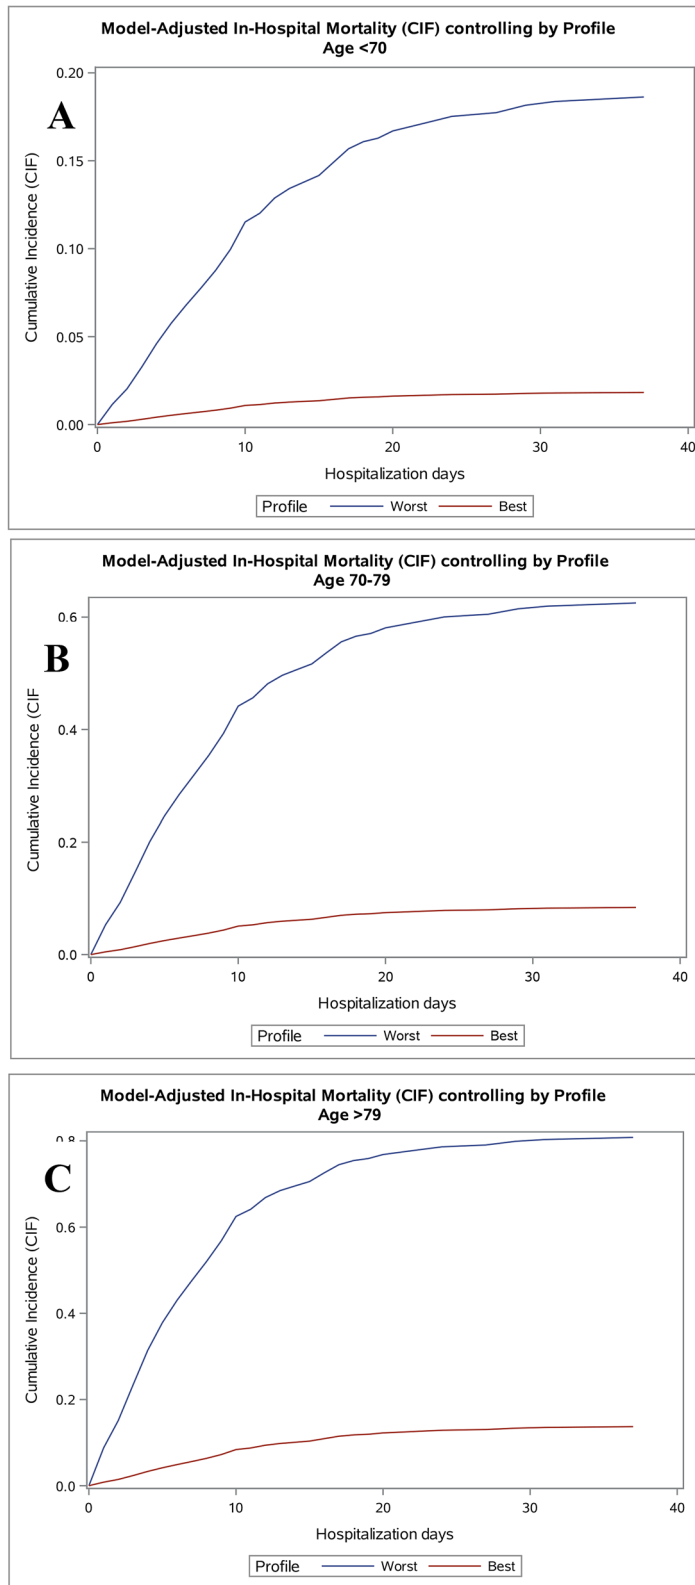 Model-Adjusted In-Hospital Mortality (CIF) controlling by Profile
Age <70
A
Cumulative Incidence (CIF)
0.20
0.15
0.10
0.05
0.00
0 10 20 30 40
Hospitalization days
Profile Worst Best
Model-Adjusted In-Hospital Mortality (CIF) controlling by Profile
Age 70-79
B
Cumulative Incidence (CIF
0.6
0.4
0.2
0.0
0 10 20 30 40
Hospitalization days
Profile Worst Best
Model-Adjusted In-Hospital Mortality (CIF) controlling by Profile
Age >79
C
Cumulative Incidence (CIF)
0.8
0.6
0.4
0.2
0.0
0 10 20 30 40
Hospitalization days
Profile Worst Best